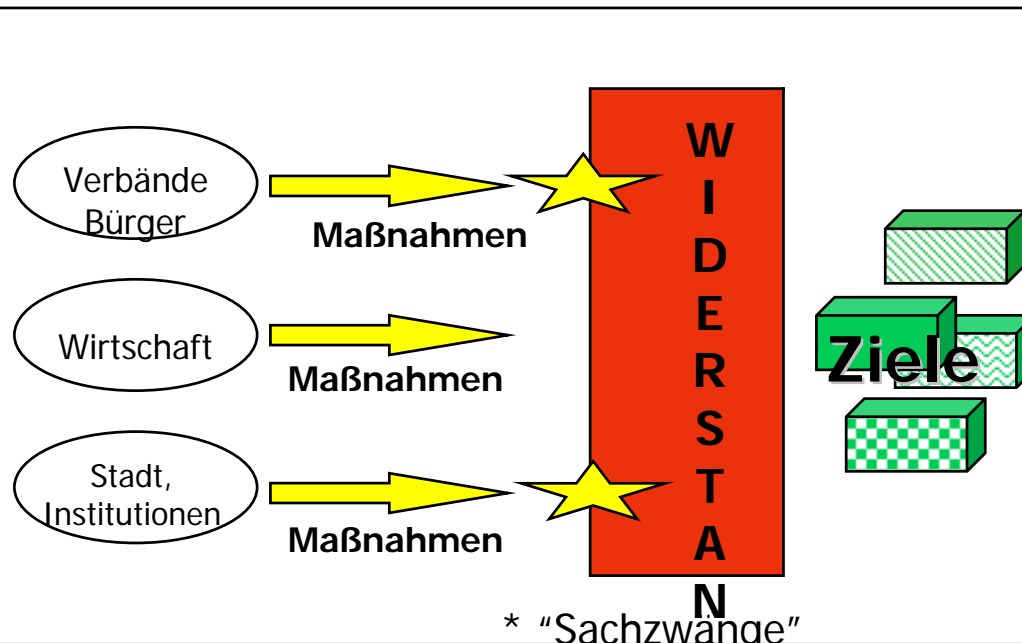 Verbände
Bürger
Maßnahmen
Wirtschaft
Maßnahmen
Stadt,
Institutionen
Maßnahmen
W
I
D
E
R
S
T
A
N
Ziele
* "Sachzwänge"